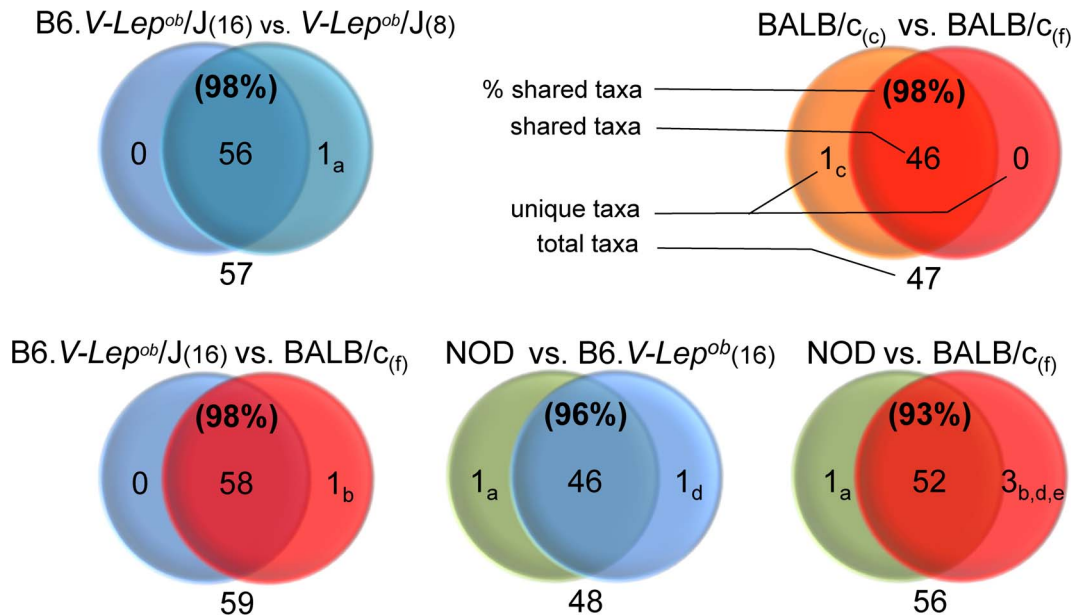 B6.V-Lepᵒᵇ/J(16) vs. V-Lepᵒᵇ/J(8)
(98%)
0 56 1a
57
BALB/c(c) vs. BALB/c(f)
% shared taxa
(98%)
shared taxa
1c 46 0
unique taxa
total taxa
47
B6.V-Lepᵒᵇ/J(16) vs. BALB/c(f)
(98%)
0 58 1b
59
NOD vs. B6.V-Lepᵒᵇ(16)
(96%)
1a 46 1d
48
NOD vs. BALB/c(f)
(93%)
1a 52 3b,d,e
56